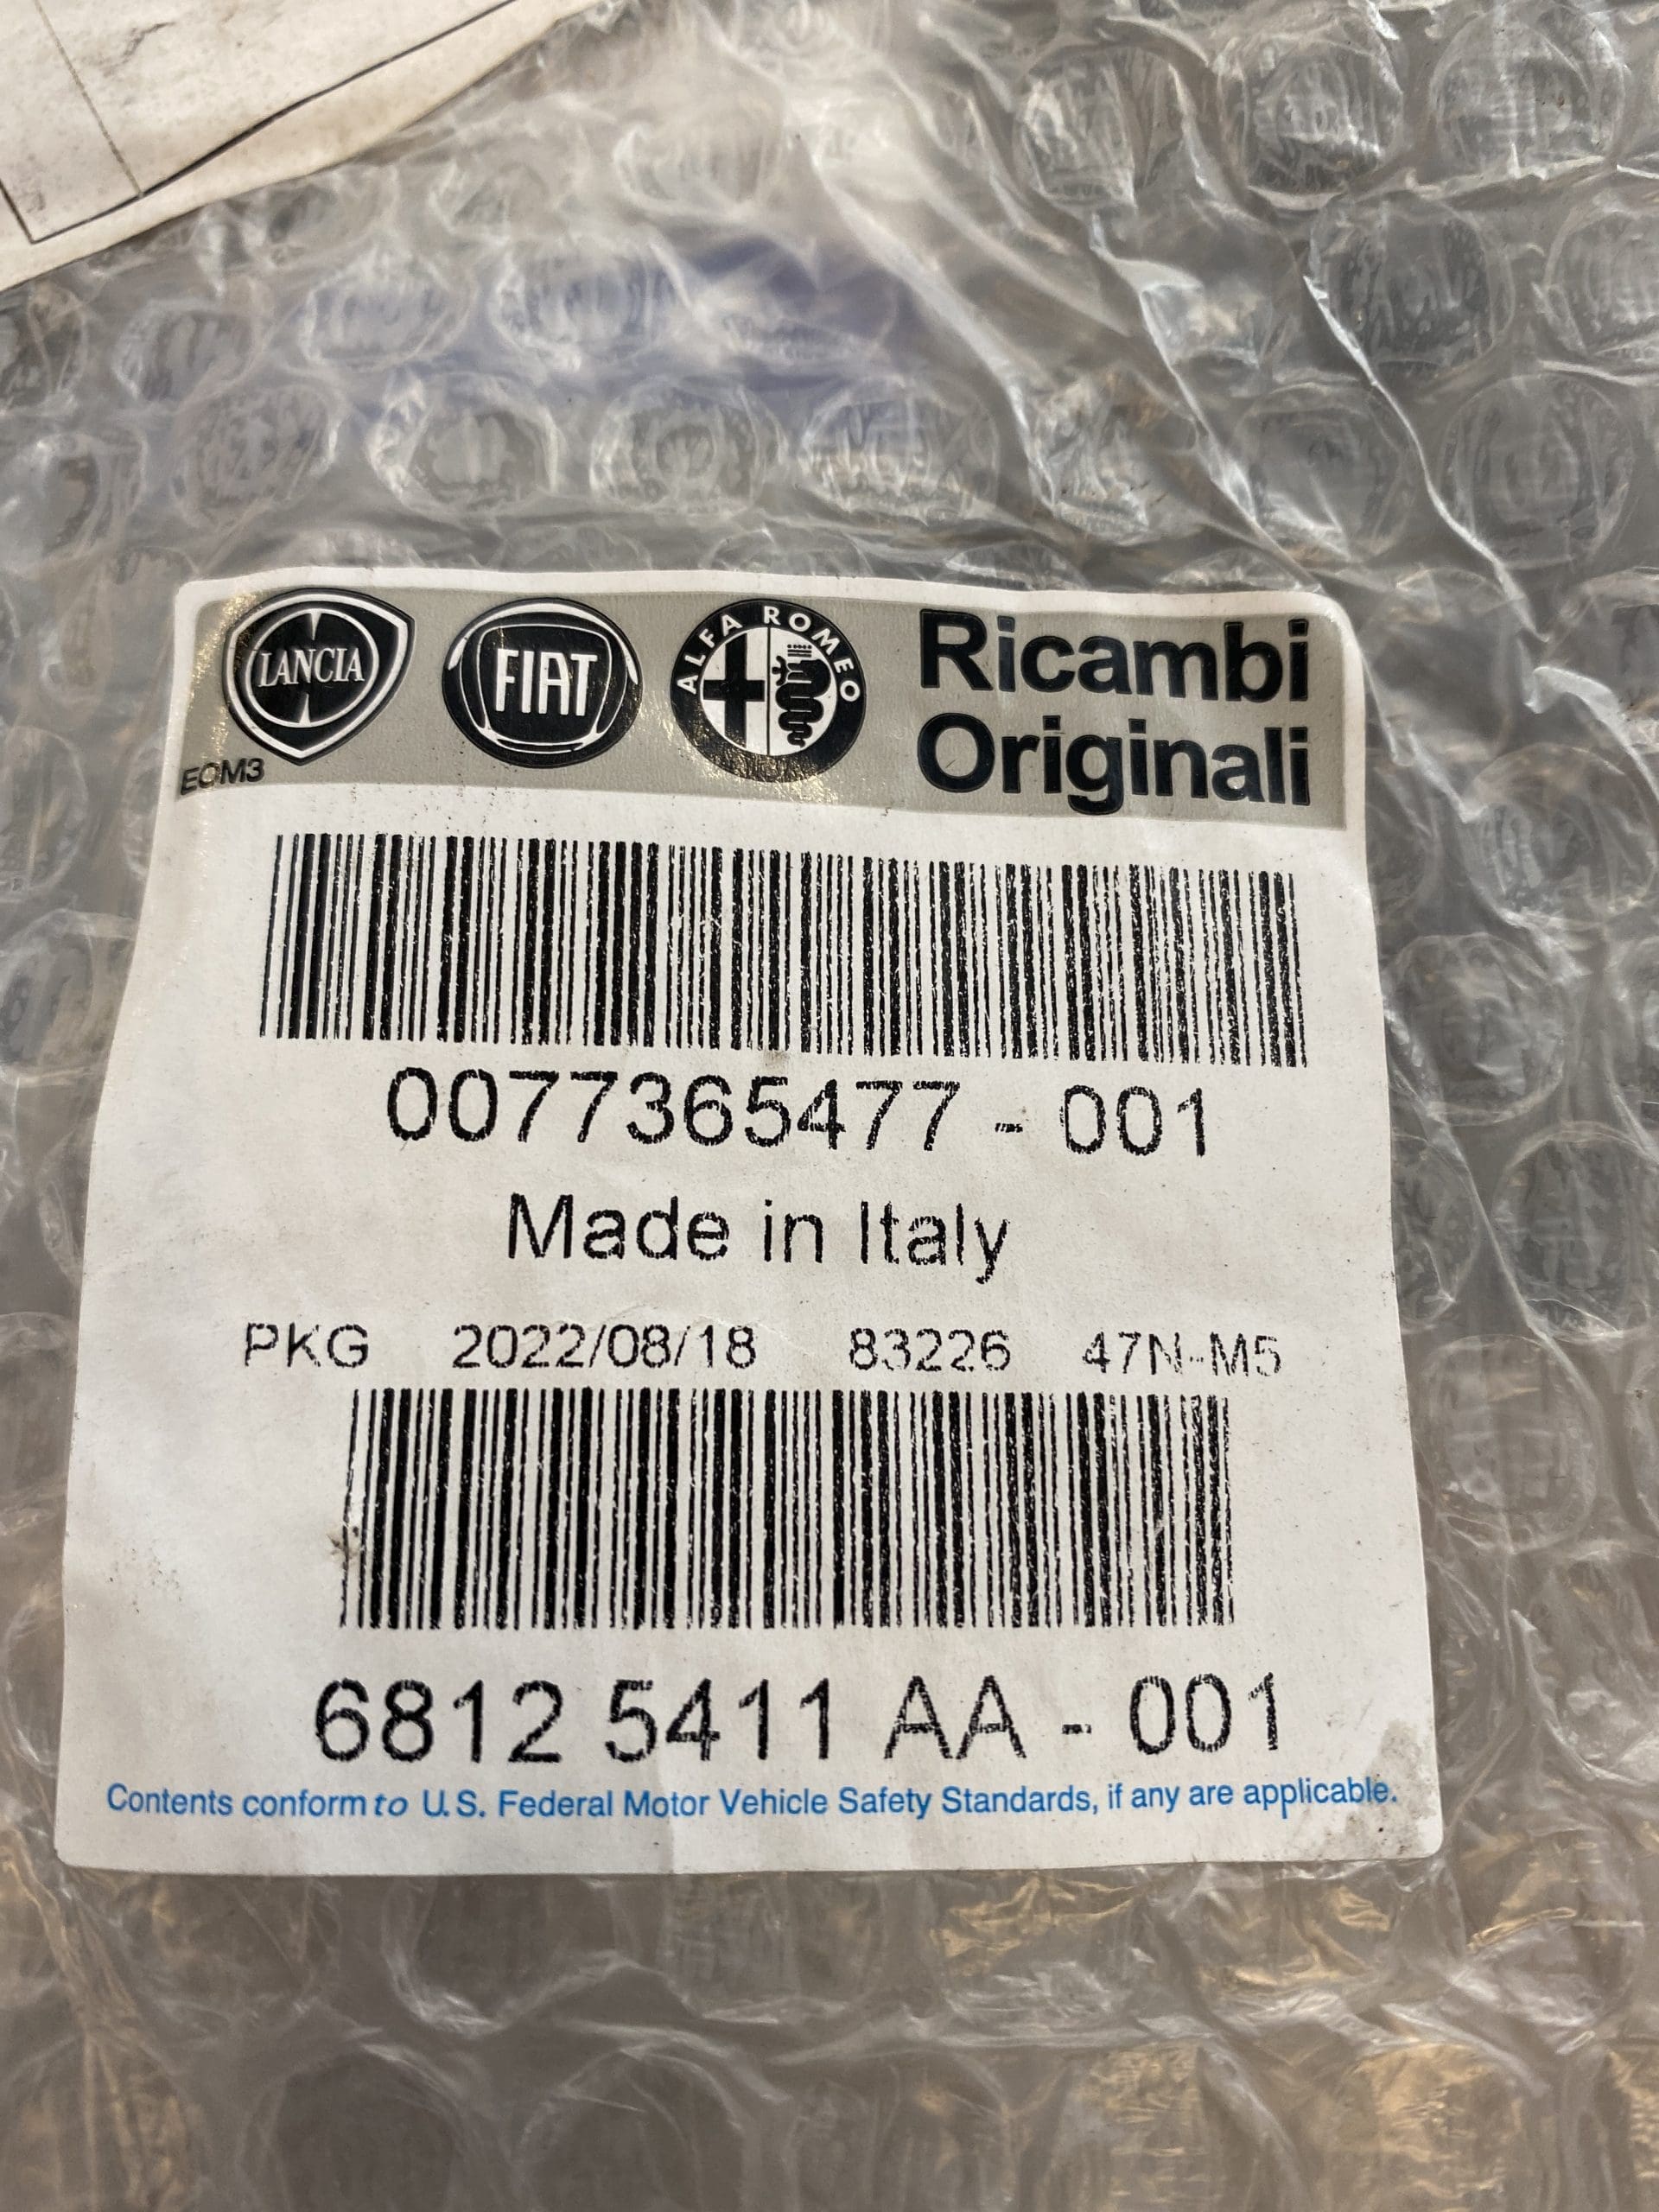 LANCIA
FIAT
ALFA ROMEO
Ricambi
Originali
EOM3
0077365477 - 001
Made in Italy
PKG 2022/08/18 83226 47N-M5
6812 5411 AA - 001
Contents conform to U.S. Federal Motor Vehicle Safety Standards, if any are applicable.